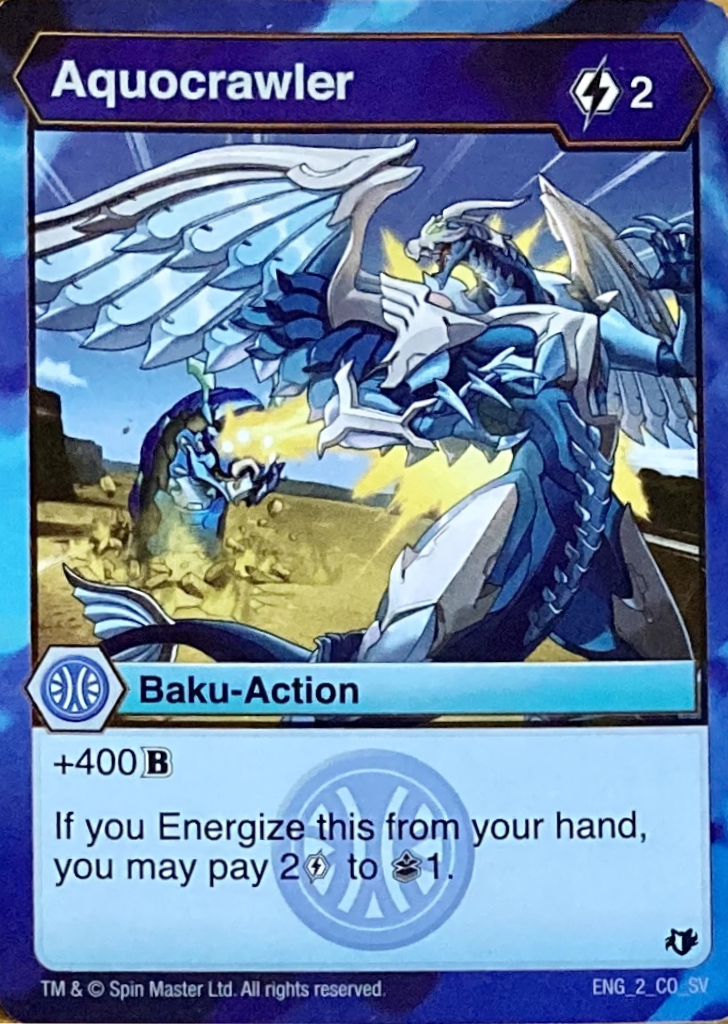 Aquocrawler
2
Baku-Action
+400 B
If you Energize this from your hand,
you may pay 2 to 1.
TM & © Spin Master Ltd. All rights reserved.
ENG_2_CO_SV